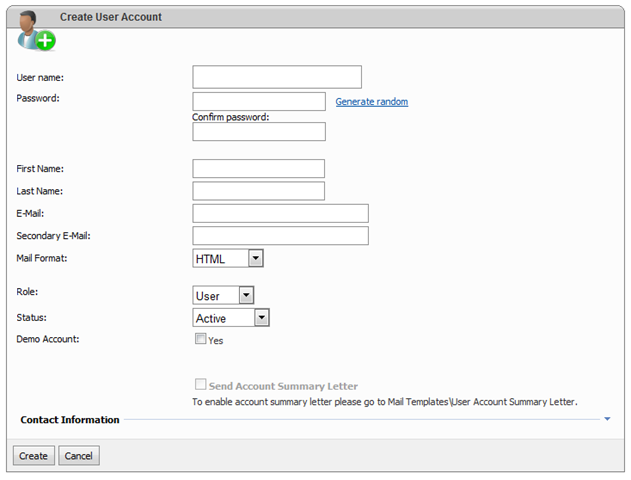 Create User Account
User name:
Password:
Generate random
Confirm password:
First Name:
Last Name:
E-Mail:
Secondary E-Mail:
Mail Format:
HTML
Role:
User
Status:
Active
Demo Account:
Yes
Send Account Summary Letter
To enable account summary letter please go to Mail Templates\User Account Summary Letter.
Contact Information
Create Cancel